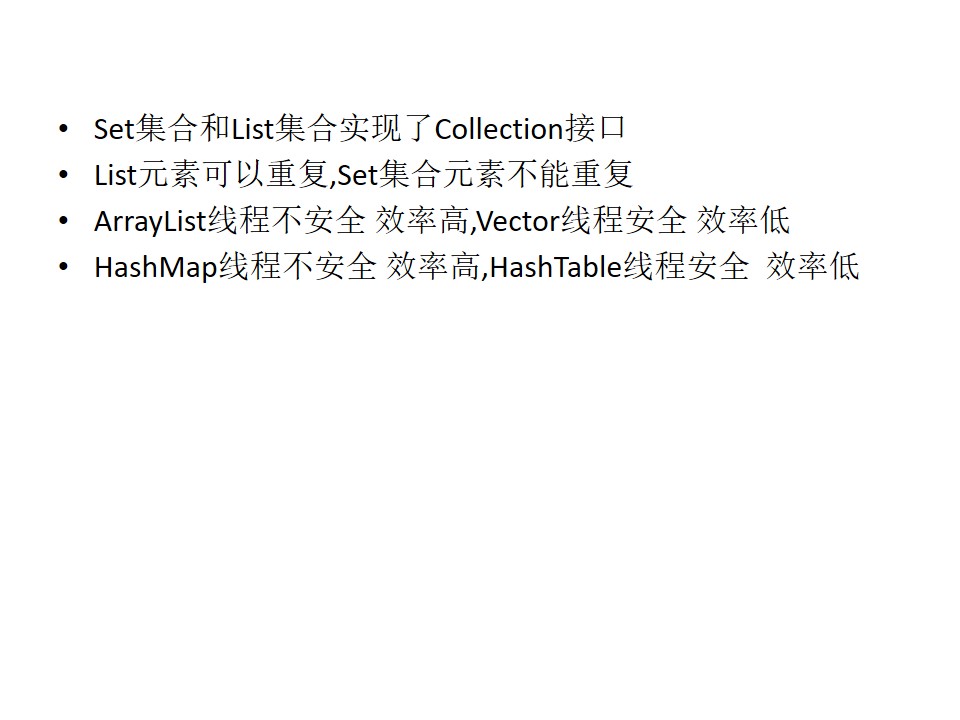 • Set集合和List集合实现了Collection接口
• List元素可以重复,Set集合元素不能重复
• ArrayList线程不安全 效率高,Vector线程安全 效率低
• HashMap线程不安全 效率高,HashTable线程安全  效率低